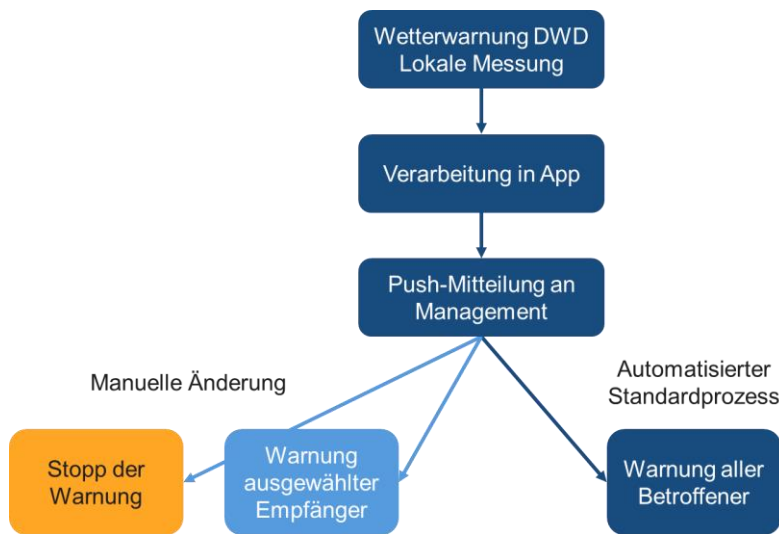 Wetterwarnung DWD
Lokale Messung
Verarbeitung in App
Push-Mitteilung an
Management
Manuelle Änderung
Automatisierter
Standardprozess
Stopp der
Warnung
Warnung
ausgewählter
Empfänger
Warnung aller
Betroffener